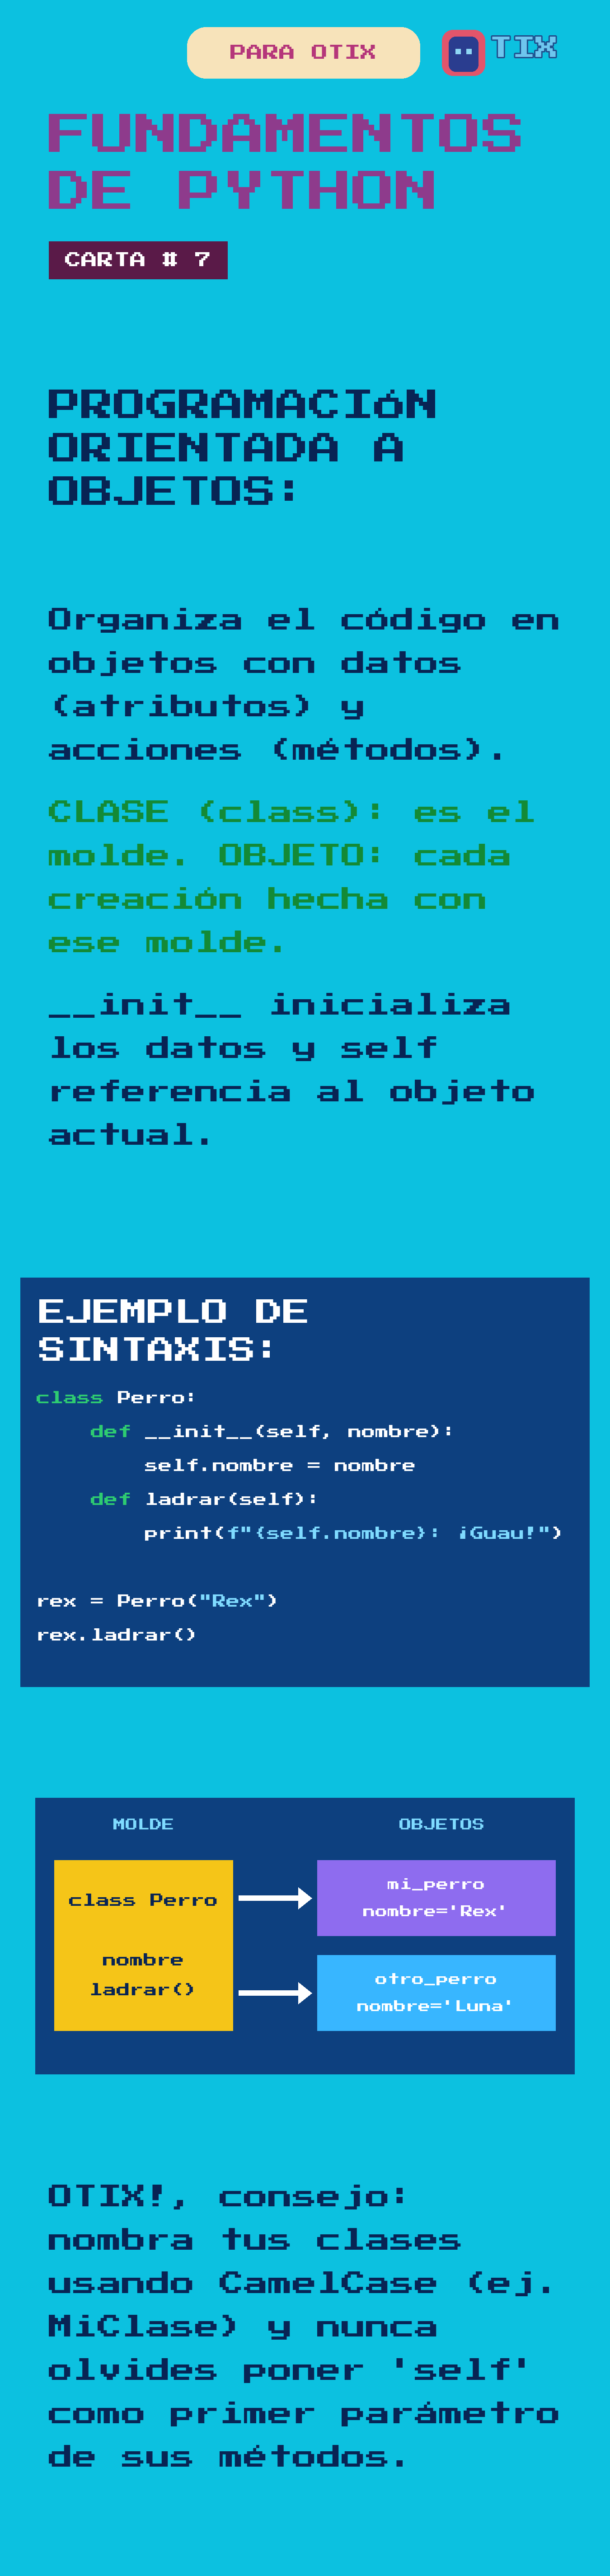 PARA OTIX
TIX
FUNDAMENTOS
DE PYTHON
CARTA # 7
PROGRAMACIóN
ORIENTADA A
OBJETOS:
Organiza el código en
objetos con datos
(atributos) y
acciones (métodos).
CLASE (class): es el
molde. OBJETO: cada
creación hecha con
ese molde.
__init__ inicializa
los datos y self
referencia al objeto
actual.
EJEMPLO DE
SINTAXIS:
class Perro:
    def __init__(self, nombre):
        self.nombre = nombre
    def ladrar(self):
        print(f"{self.nombre}: ¡Guau!")
rex = Perro("Rex")
rex.ladrar()
MOLDE
OBJETOS
class Perro
nombre
ladrar()
mi_perro
nombre='Rex'
otro_perro
nombre='Luna'
OTIX!, consejo:
nombra tus clases
usando CamelCase (ej.
MiClase) y nunca
olvides poner 'self'
como primer parámetro
de sus métodos.